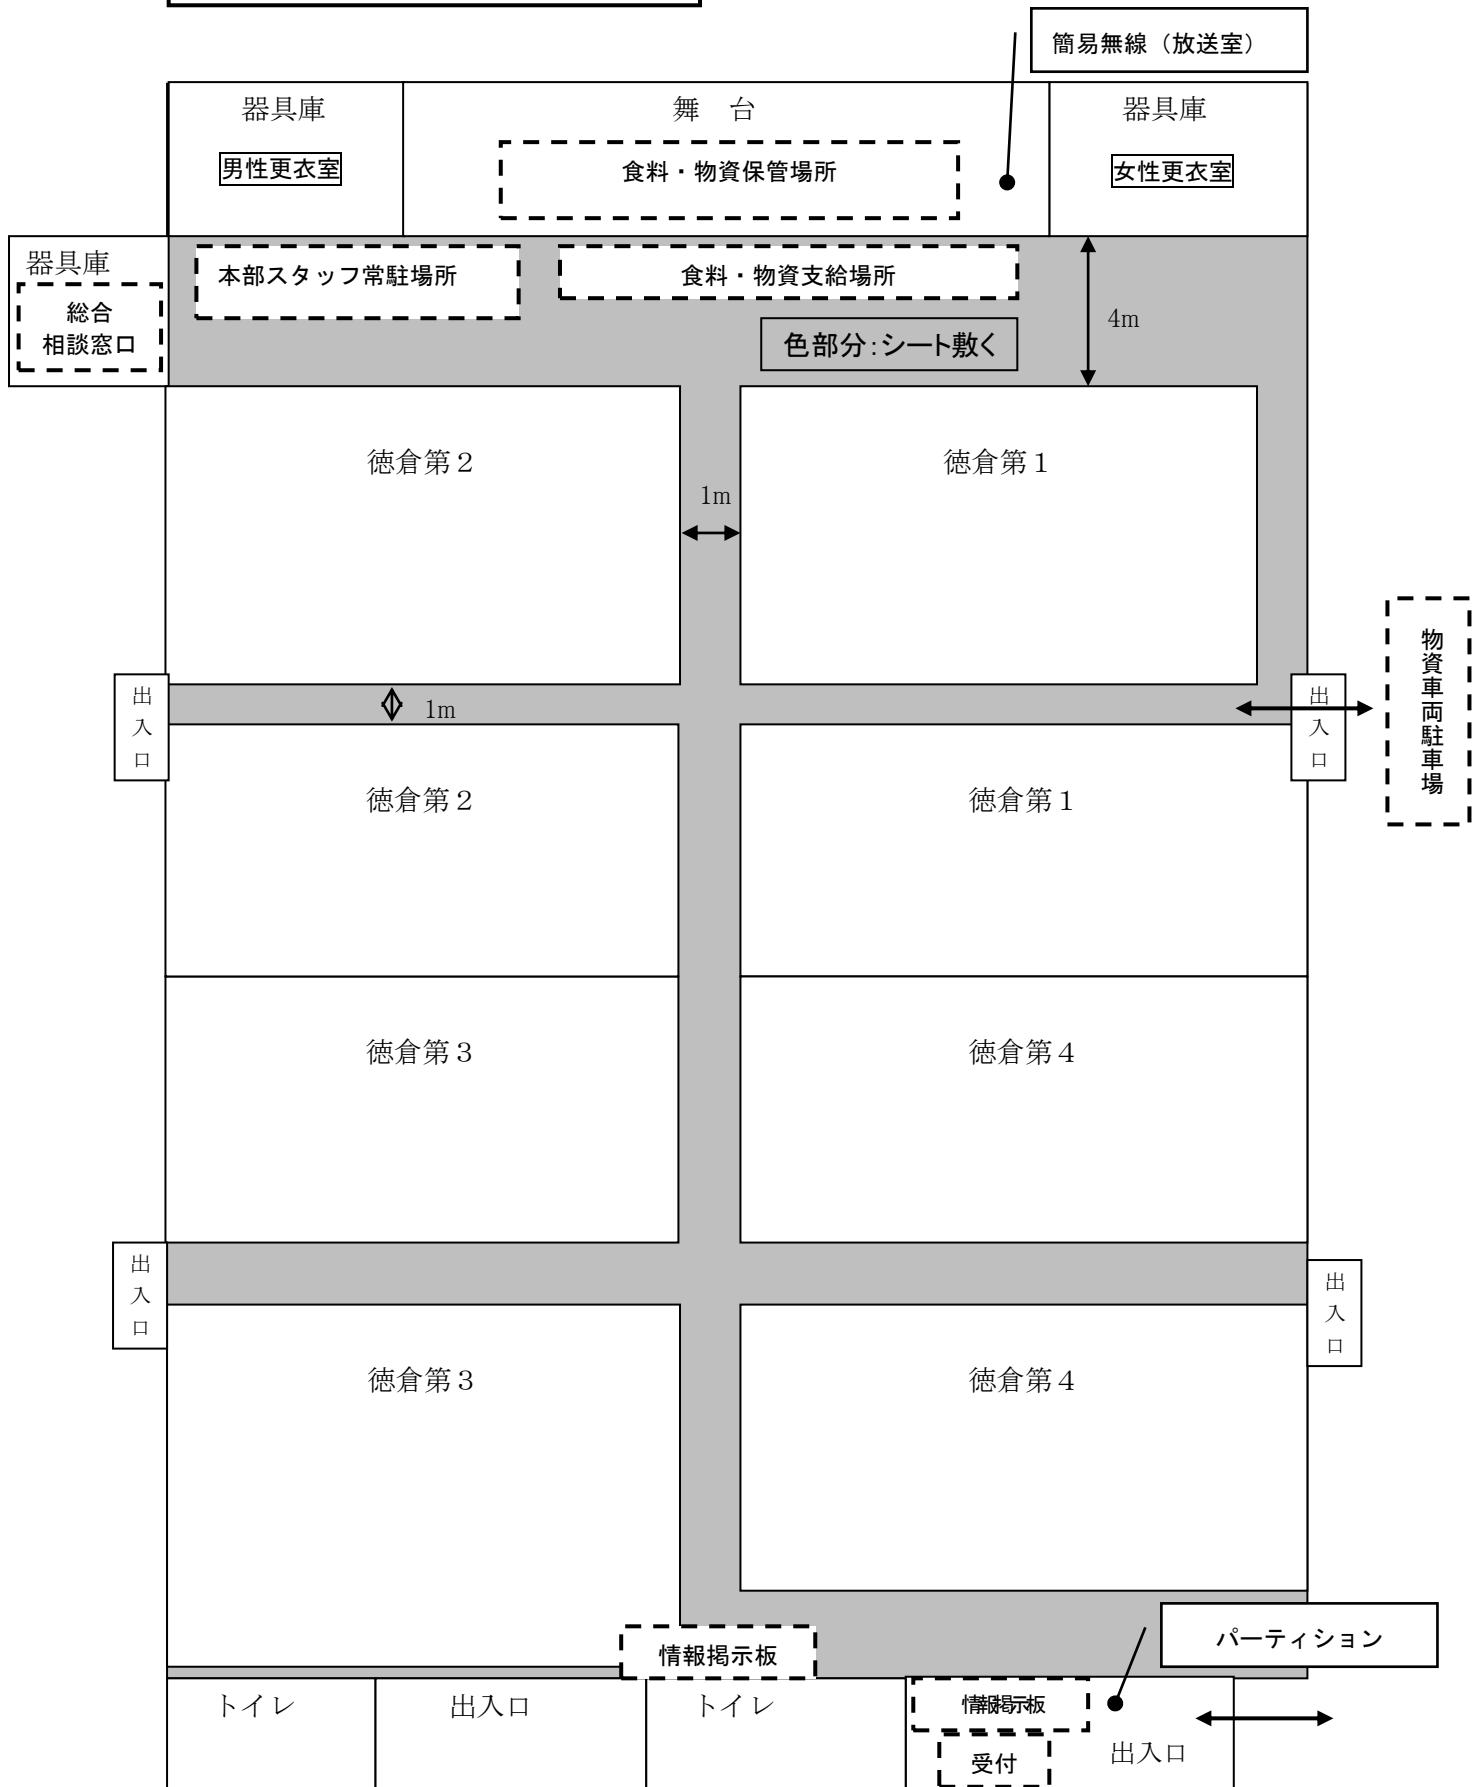 簡易無線（放送室）
器具庫
舞　台
器具庫
男性更衣室
食料・物資保管場所
女性更衣室
器具庫
総合
相談窓口
本部スタッフ常駐場所
食料・物資支給場所
4m
色部分：シート敷く
徳倉第２
徳倉第１
1m
物資車両駐車場
出入口
1m
出入口
徳倉第２
徳倉第１
徳倉第３
徳倉第４
出入口
出入口
徳倉第３
徳倉第４
パーティション
情報掲示板
トイレ
出入口
トイレ
情報掲示板
出入口
受付